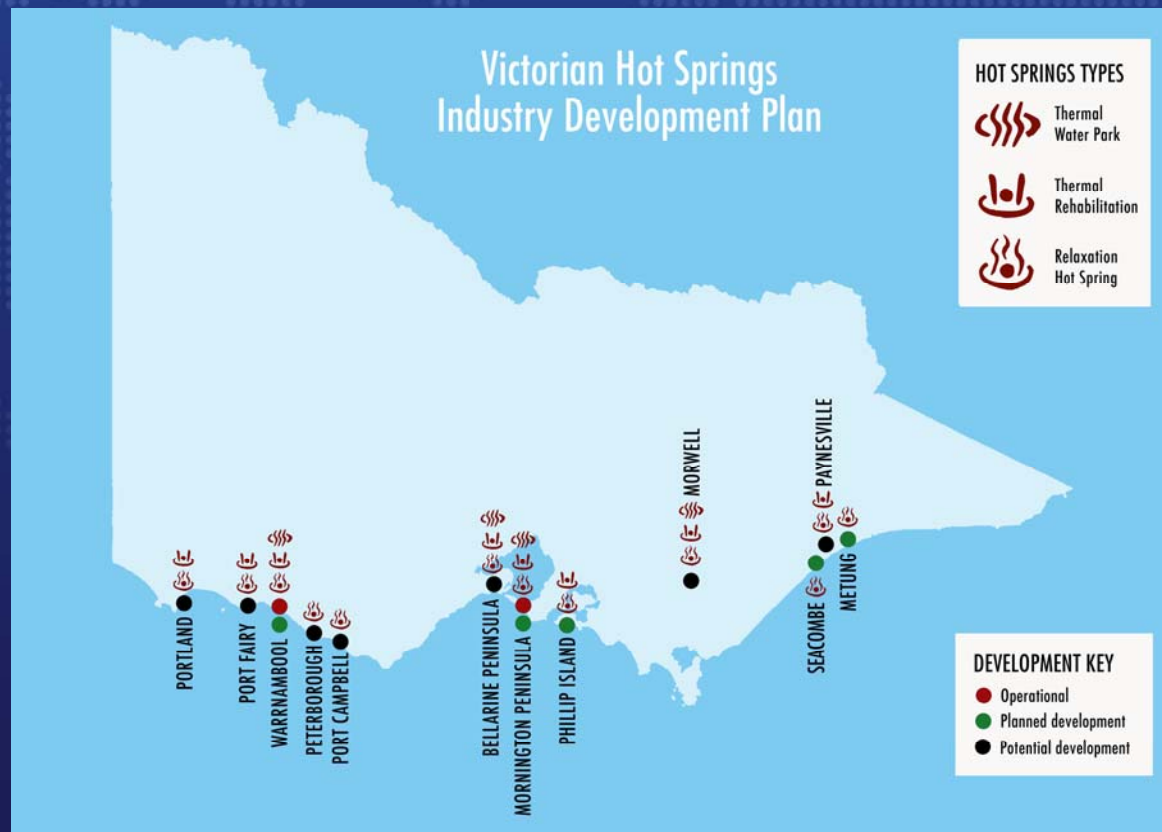 Victorian Hot Springs
Industry Development Plan
HOT SPRINGS TYPES
Thermal
Water Park
Thermal
Rehabilitation
Relaxation
Hot Spring
PORTLAND
PORT FAIRY
WARRNAMBOOL
PETERBOROUGH
PORT CAMPBELL
BELLARINE PENINSULA
MORNINGTON PENINSULA
PHILLIP ISLAND
MORWELL
SEACOMBE
PAYNESVILLE
METUNG
DEVELOPMENT KEY
Operational
Planned development
Potential development